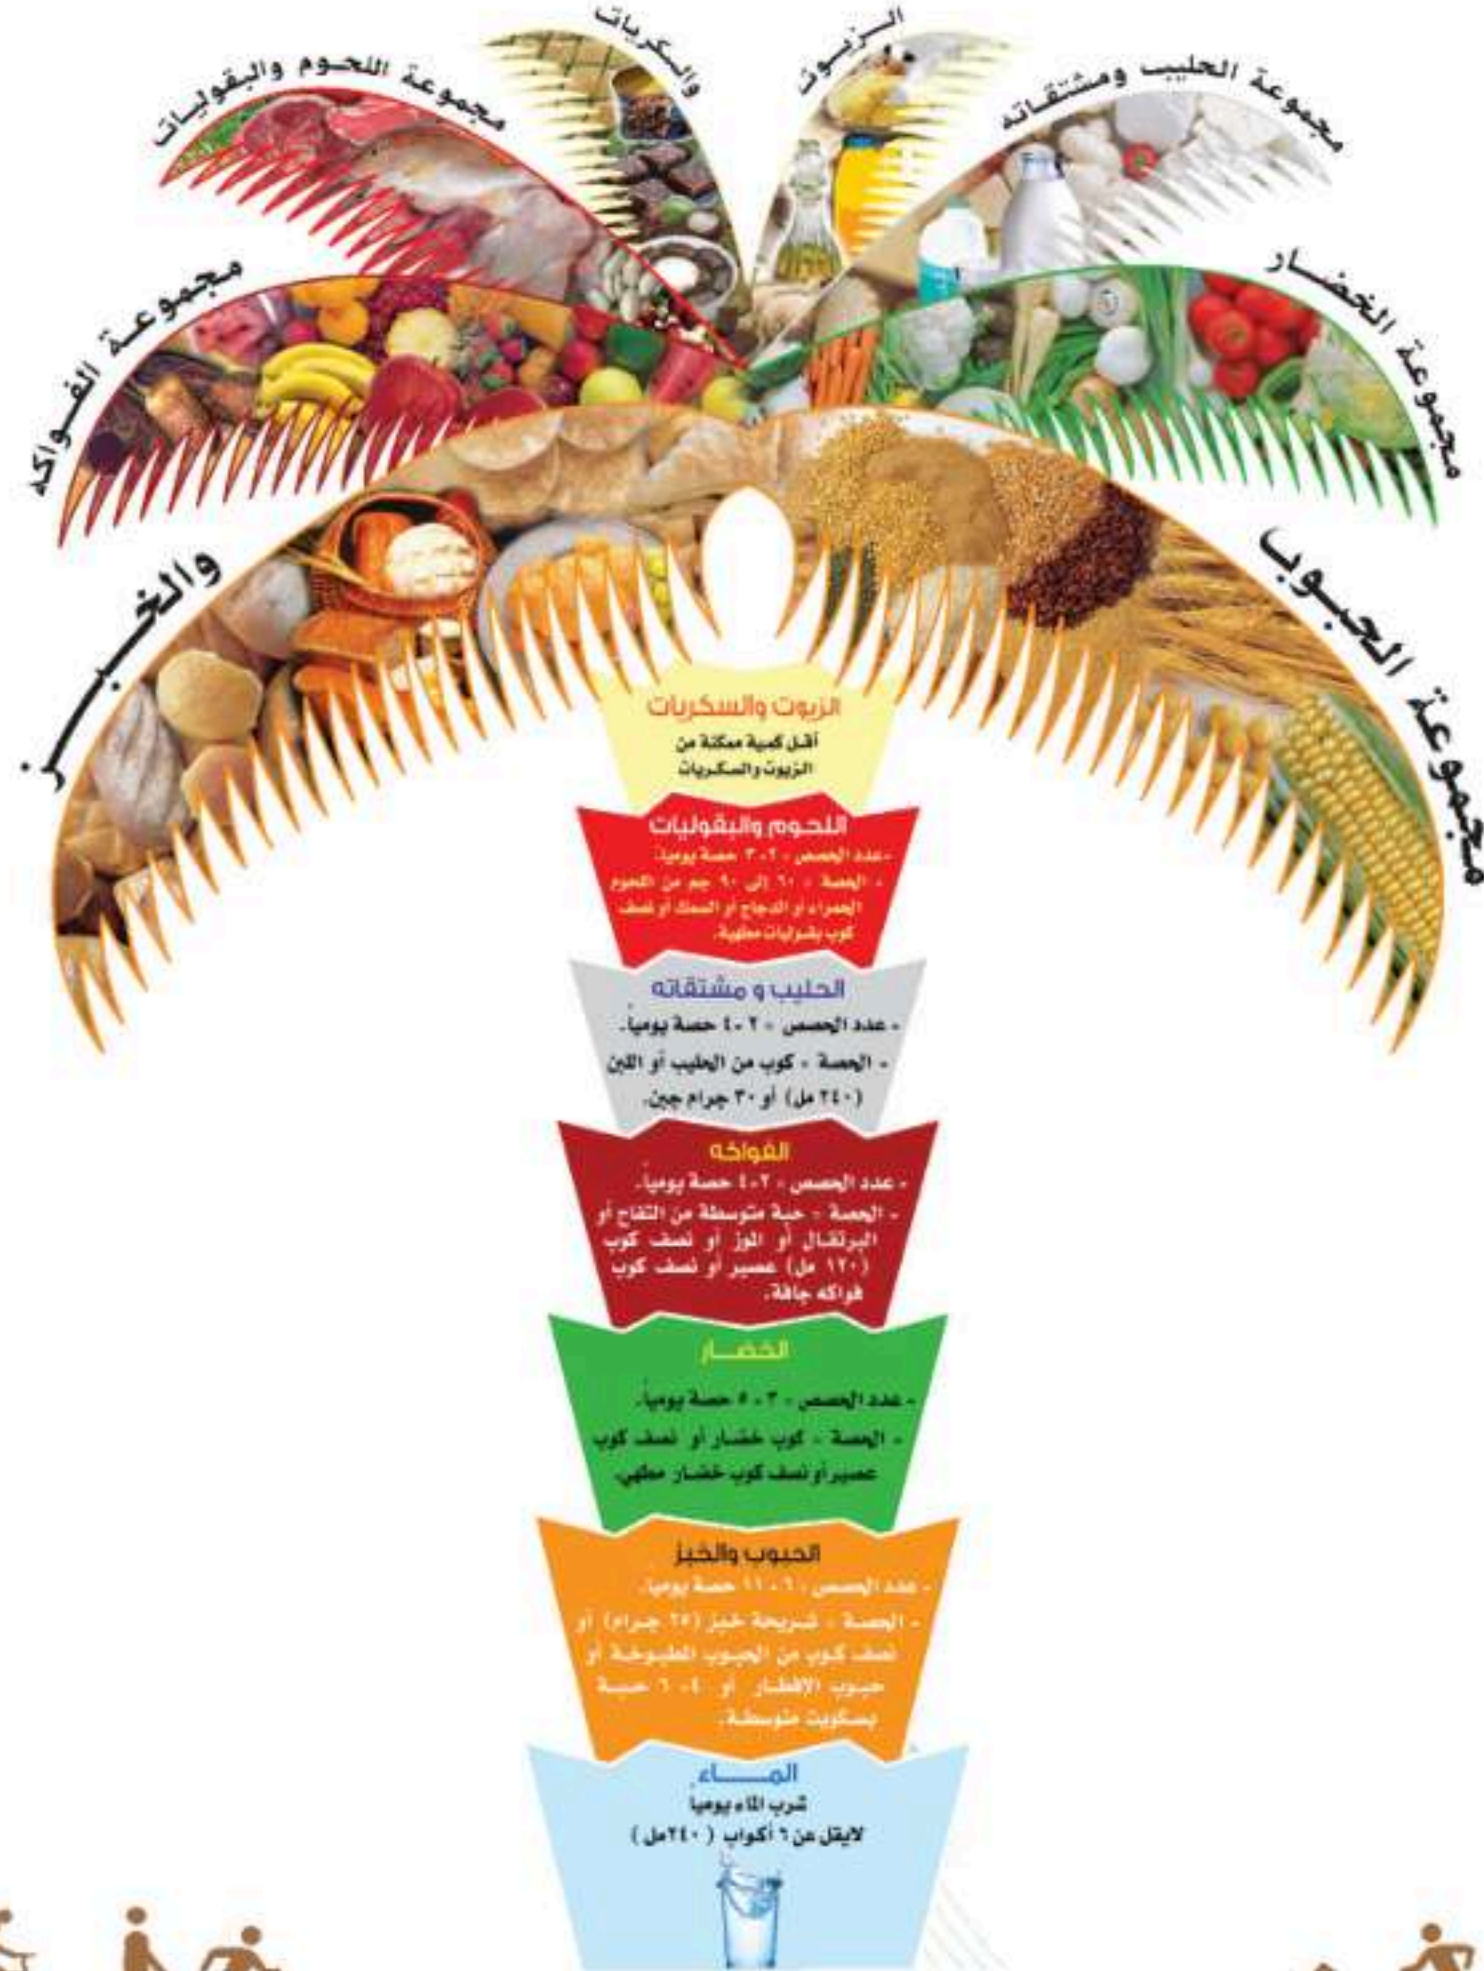 والسكريات
الزيوت
مجموعة اللحوم والبقوليات
مجموعة الحليب ومشتقاته
مجموعة الفواكه
مجموعة الخضار
مجموعة الحبوب
والخبز
الزيوت والسكريات
أقل كمية ممكنة من
الزيوت والسكريات
اللحوم والبقوليات
-عدد الحصص = ٢-٣ حصة يومياً.
- الحصة = ٦٠ إلى ٩٠ جم من اللحوم
الحمراء أو الدجاج أو السمك أو نصف
كوب بقوليات مطهية.
الحليب و مشتقاته
- عدد الحصص = ٢-٤ حصة يومياً.
- الحصة = كوب من الحليب أو اللبن
(٢٤٠ مل) أو ٣٠ جرام جبن.
الفواكه
- عدد الحصص = ٢-٤ حصة يومياً.
- الحصة = حبة متوسطة من التفاح أو
البرتقال أو الموز أو نصف كوب
(١٢٠ مل) عصير أو نصف كوب
فواكه جافة.
الخضار
- عدد الحصص = ٣-٥ حصة يومياً.
- الحصة = كوب خضار أو نصف كوب
عصير أو نصف كوب خضار مطهي.
الحبوب والخبز
- عدد الحصص = ٦-١١ حصة يومياً.
- الحصة = شريحة خبز (٢٥ جرام) أو
نصف كوب من الحبوب المطبوخة أو
حبوب الإفطار أو ٤-٦ حبة
بسكويت متوسطة.
الماء
شرب الماء يومياً
لايقل عن ٦ أكواب (٢٤٠مل)